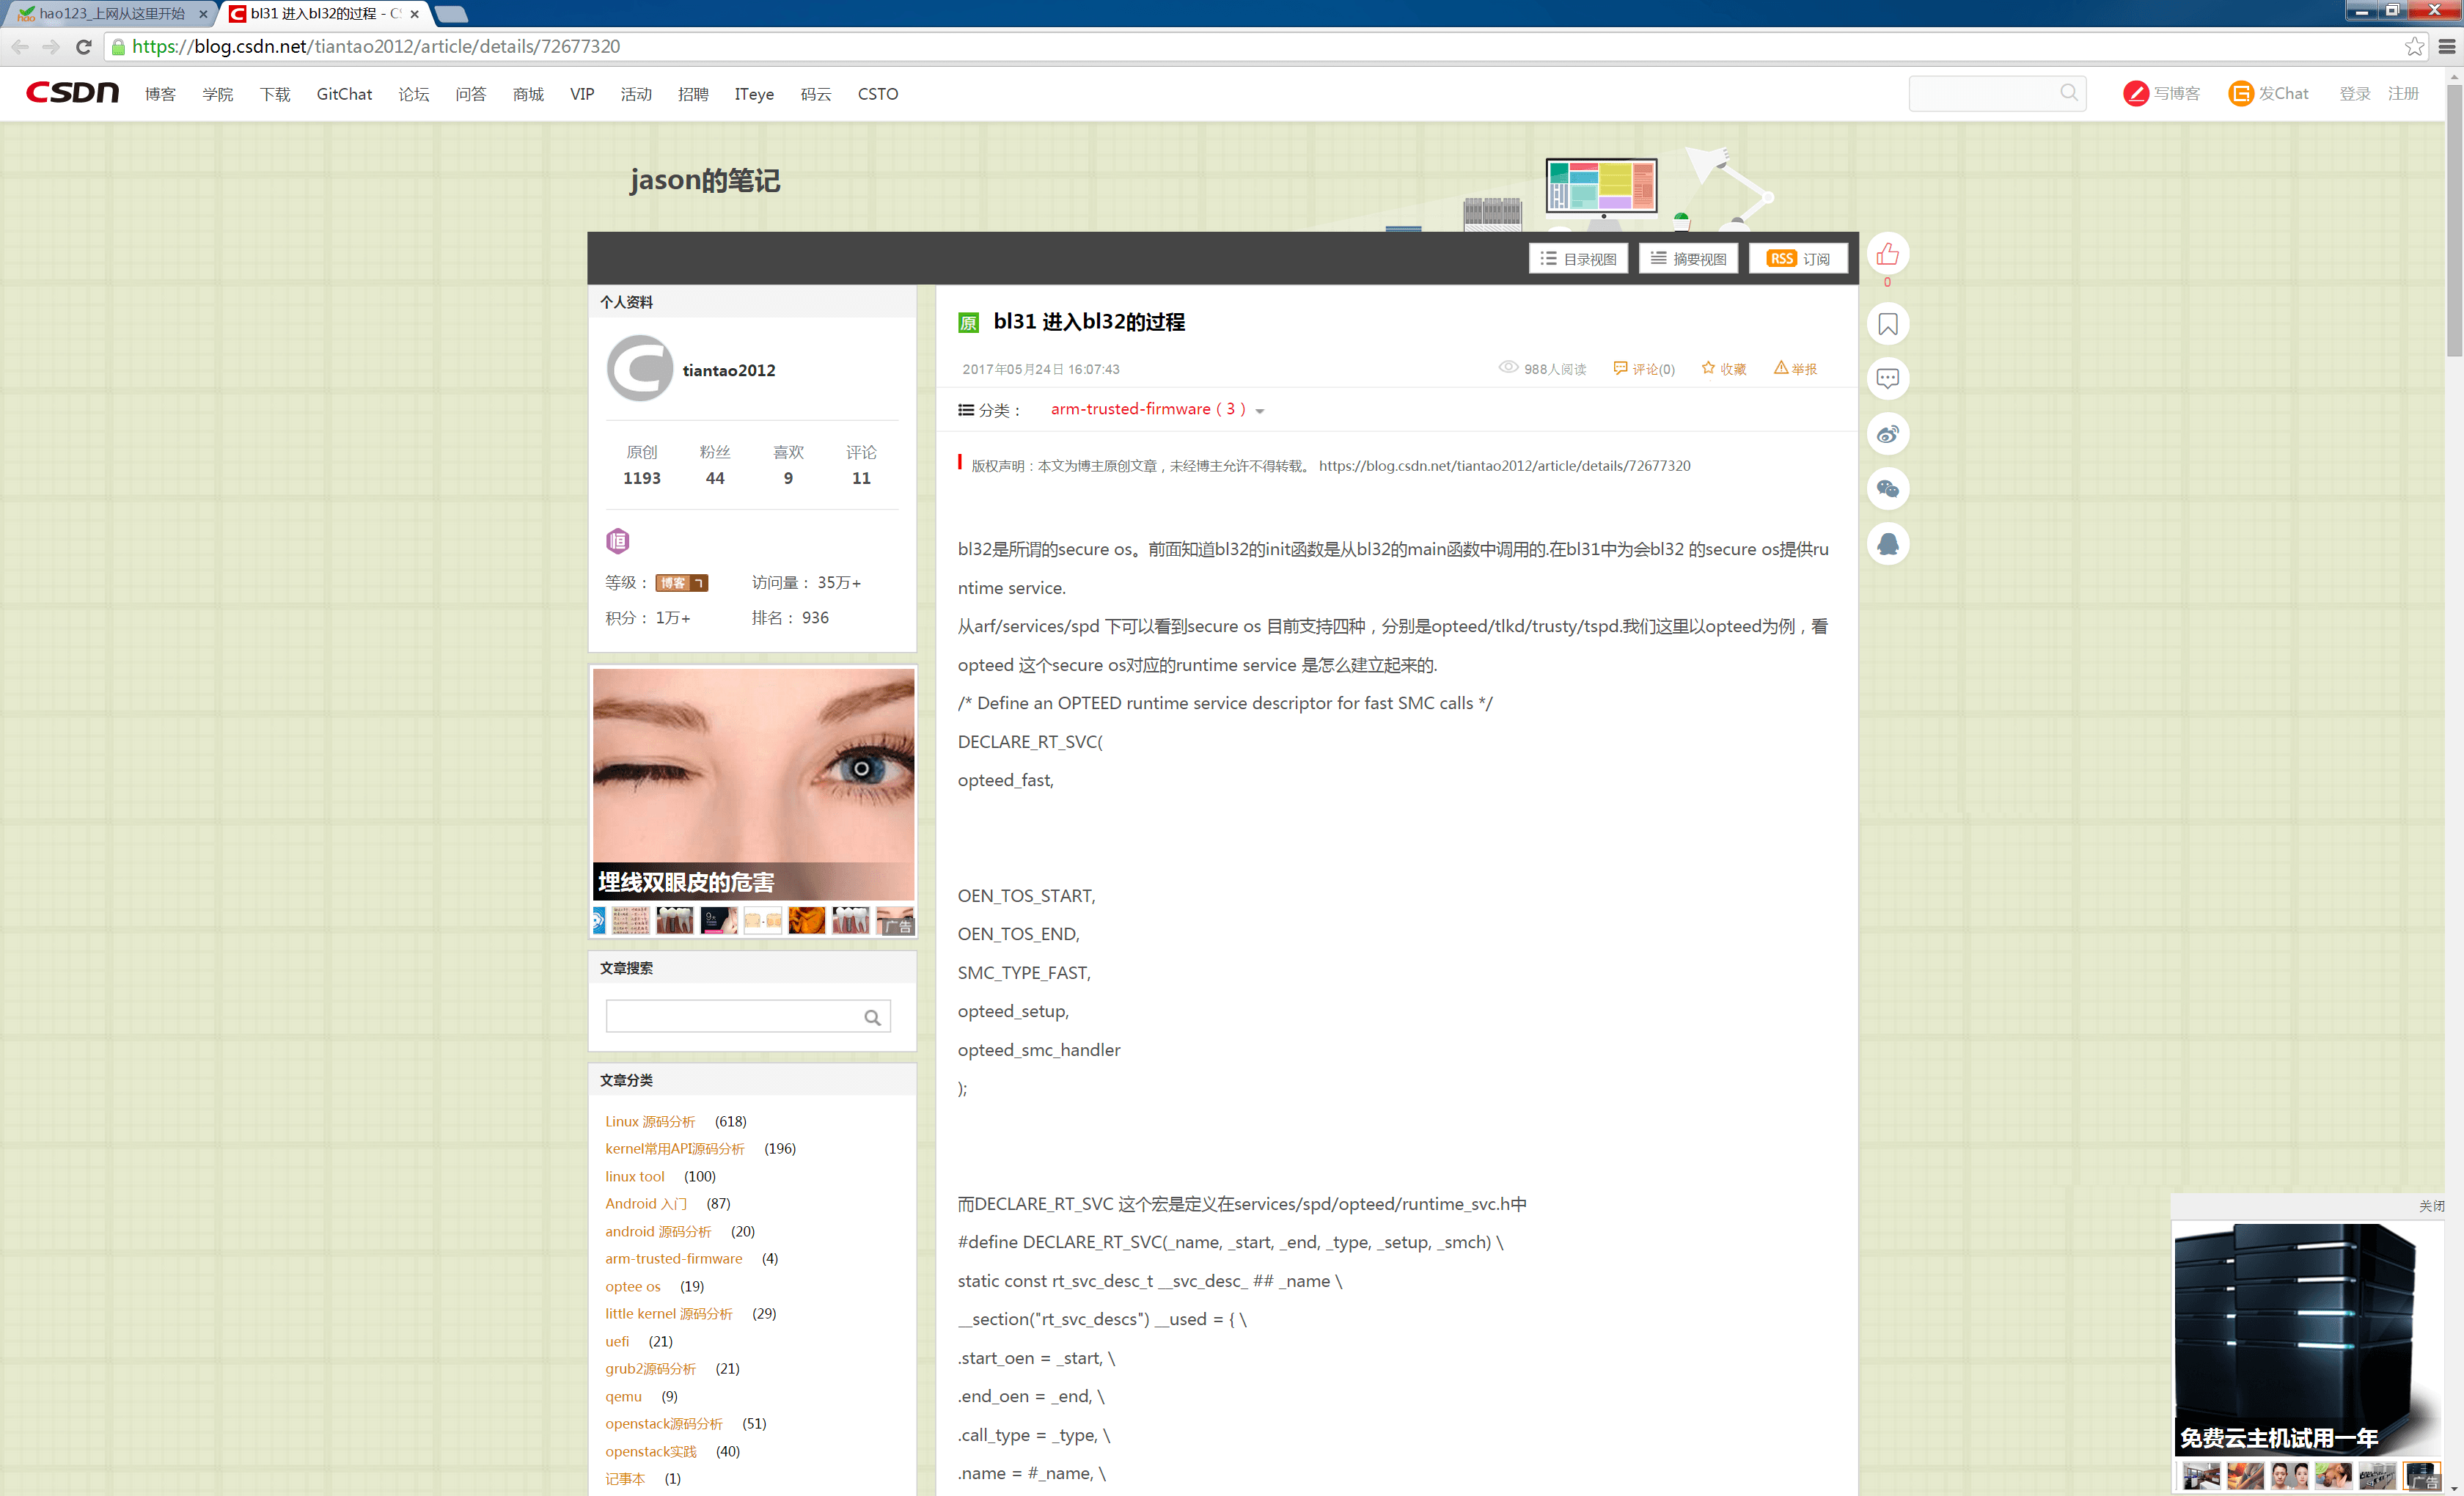 hao123_上网从这里开始
bl31 进入bl32的过程 - CS
https://blog.csdn.net/tiantao2012/article/details/72677320
CSDN 博客 学院 下载 GitChat 论坛 问答 商城 VIP 活动 招聘 ITeye 码云 CSTO 写博客 发Chat 登录 注册
jason的笔记
目录视图 摘要视图 RSS 订阅
0
个人资料
tiantao2012
原创 粉丝 喜欢 评论
1193 44 9 11
恒
等级： 博客 7 访问量： 35万+
积分： 1万+ 排名： 936
埋线双眼皮的危害
广告
文章搜索
文章分类
Linux 源码分析 (618)
kernel常用API源码分析 (196)
linux tool (100)
Android 入门 (87)
android 源码分析 (20)
arm-trusted-firmware (4)
optee os (19)
little kernel 源码分析 (29)
uefi (21)
grub2源码分析 (21)
qemu (9)
openstack源码分析 (51)
openstack实践 (40)
记事本 (1)
原 bl31 进入bl32的过程
2017年05月24日 16:07:43 988人阅读 评论(0) 收藏 举报
分类： arm-trusted-firmware（3）
版权声明：本文为博主原创文章，未经博主允许不得转载。 https://blog.csdn.net/tiantao2012/article/details/72677320
bl32是所谓的secure os。前面知道bl32的init函数是从bl32的main函数中调用的.在bl31中为会bl32 的secure os提供ru
ntime service.
从arf/services/spd 下可以看到secure os 目前支持四种，分别是opteed/tlkd/trusty/tspd.我们这里以opteed为例，看
opteed 这个secure os对应的runtime service 是怎么建立起来的.
/* Define an OPTEED runtime service descriptor for fast SMC calls */
DECLARE_RT_SVC(
opteed_fast,
OEN_TOS_START,
OEN_TOS_END,
SMC_TYPE_FAST,
opteed_setup,
opteed_smc_handler
);
而DECLARE_RT_SVC 这个宏是定义在services/spd/opteed/runtime_svc.h中
#define DECLARE_RT_SVC(_name, _start, _end, _type, _setup, _smch) \
static const rt_svc_desc_t __svc_desc_ ## _name \
__section("rt_svc_descs") __used = { \
.start_oen = _start, \
.end_oen = _end, \
.call_type = _type, \
.name = #_name, \
关闭
免费云主机试用一年
广告